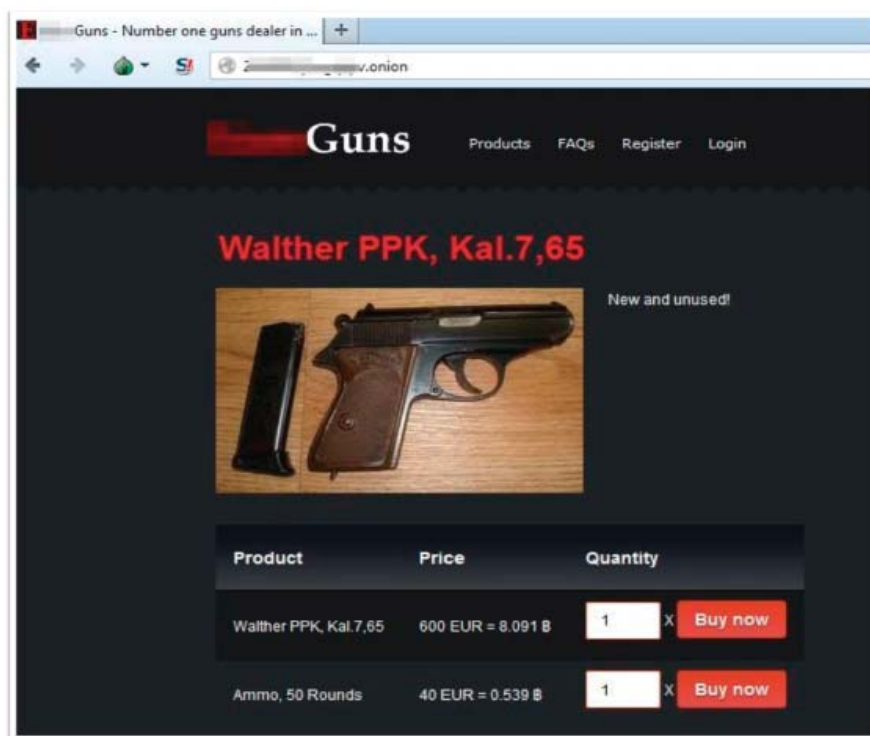 Guns - Number one guns dealer in ...
.onion
Guns
Products FAQs Register Login
Walther PPK, Kal.7,65
New and unused!
Product Price Quantity
Walther PPK, Kal.7,65 600 EUR = 8.091 ฿ 1 X Buy now
Ammo, 50 Rounds 40 EUR = 0.539 ฿ 1 X Buy now